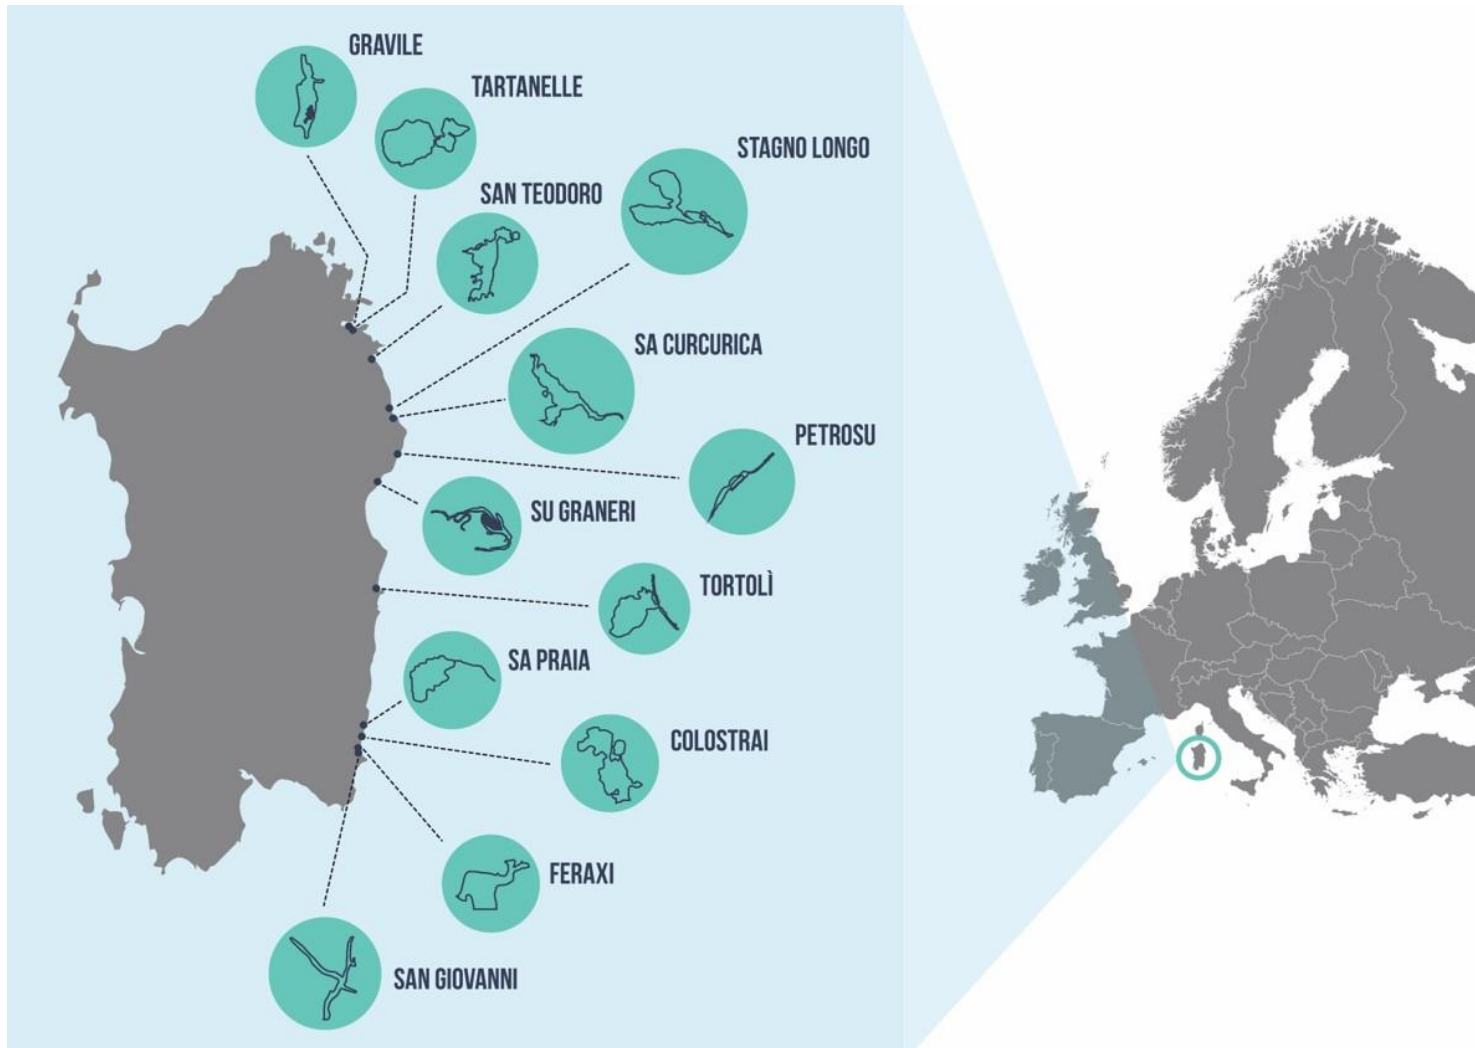 GRAVILE
TARTANELLE
STAGNO LONGO
SAN TEODORO
SA CURCURICA
PETROSU
SU GRANERI
TORTOLÌ
SA PRAIA
COLOSTRAI
FERAXI
SAN GIOVANNI